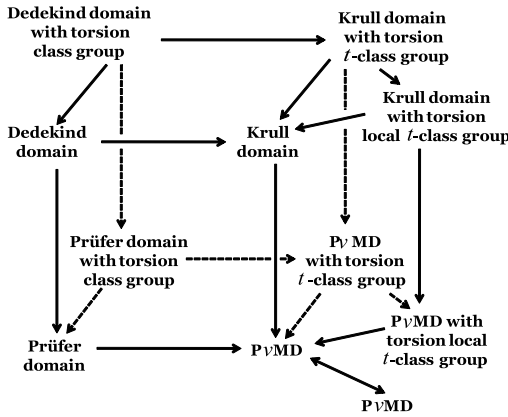 Dedekind domain
with torsion
class group
Krull domain
with torsion
t-class group
Krull domain
with torsion
local t-class group
Dedekind
domain
Krull
domain
Prüfer domain
with torsion
class group
PvMD
with torsion
t-class group
Prüfer
domain
PvMD
PvMD with
torsion local
t-class group
PvMD